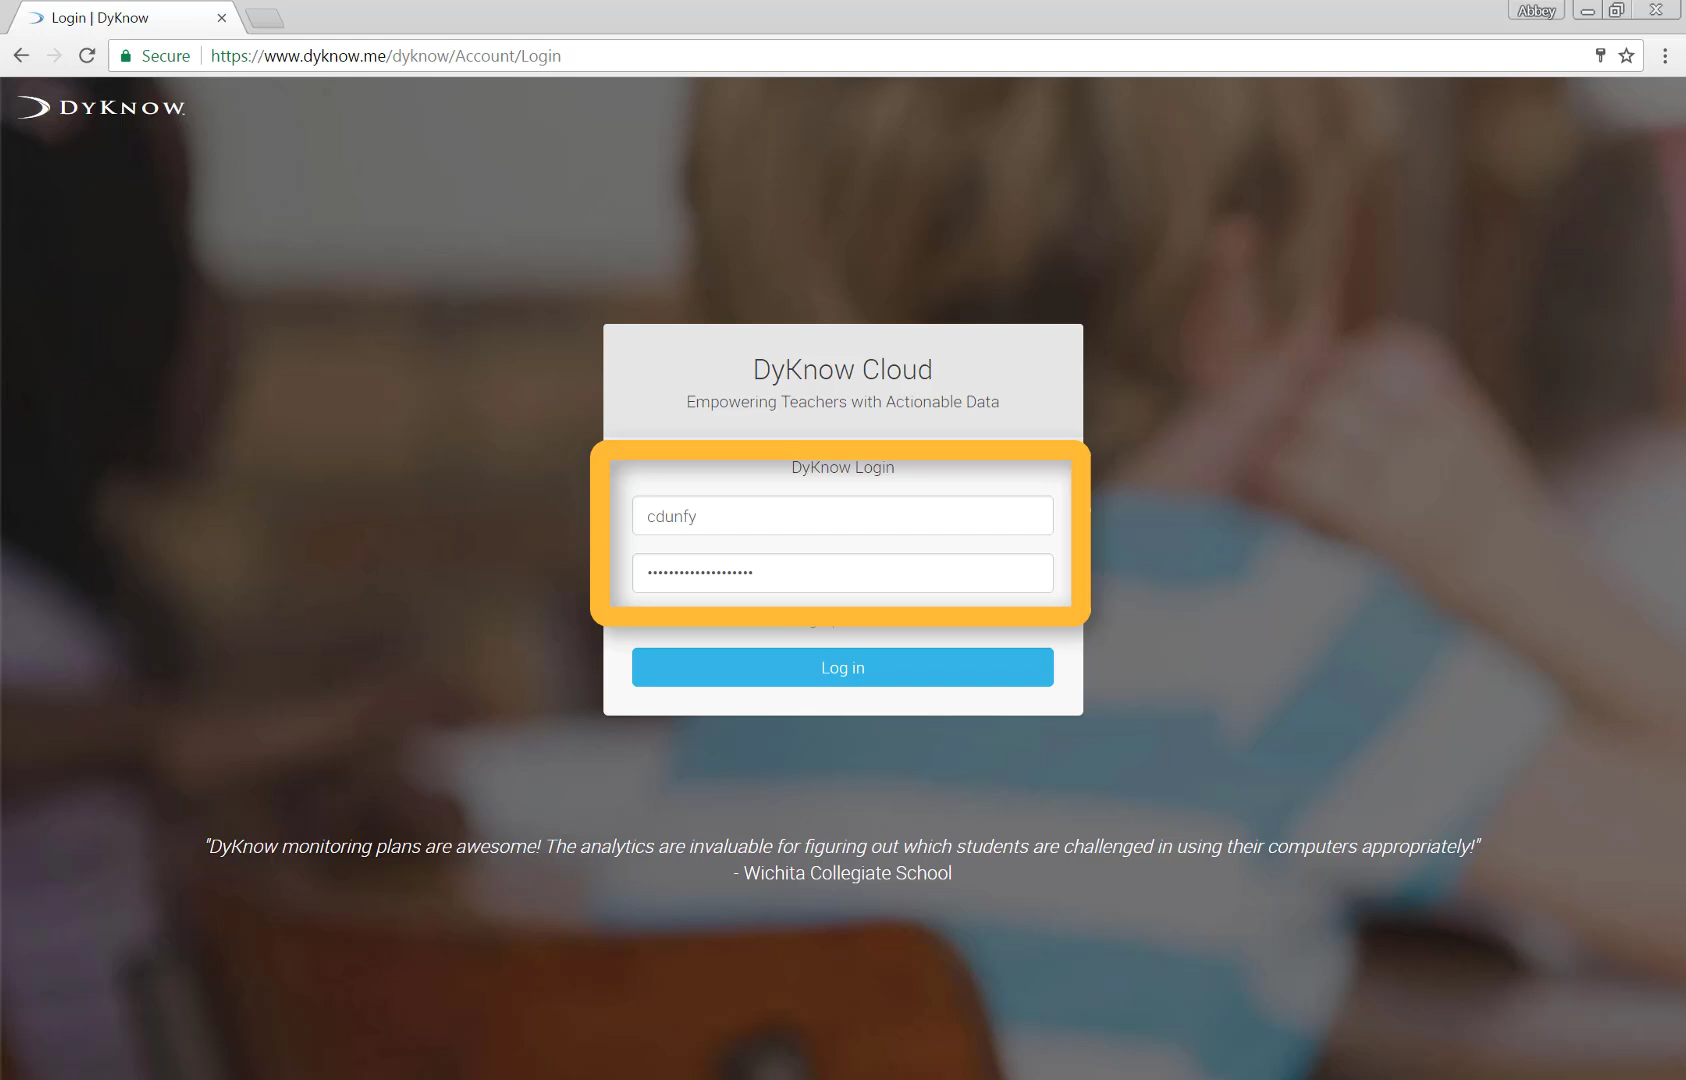 Login | DyKnow
Abbey
Secure
https://www.dyknow.me/dyknow/Account/Login
DYKNOW
DyKnow Cloud
Empowering Teachers with Actionable Data
DyKnow Login
cdunfy
••••••••••••••••••••
Log in
"DyKnow monitoring plans are awesome! The analytics are invaluable for figuring out which students are challenged in using their computers appropriately!"
- Wichita Collegiate School